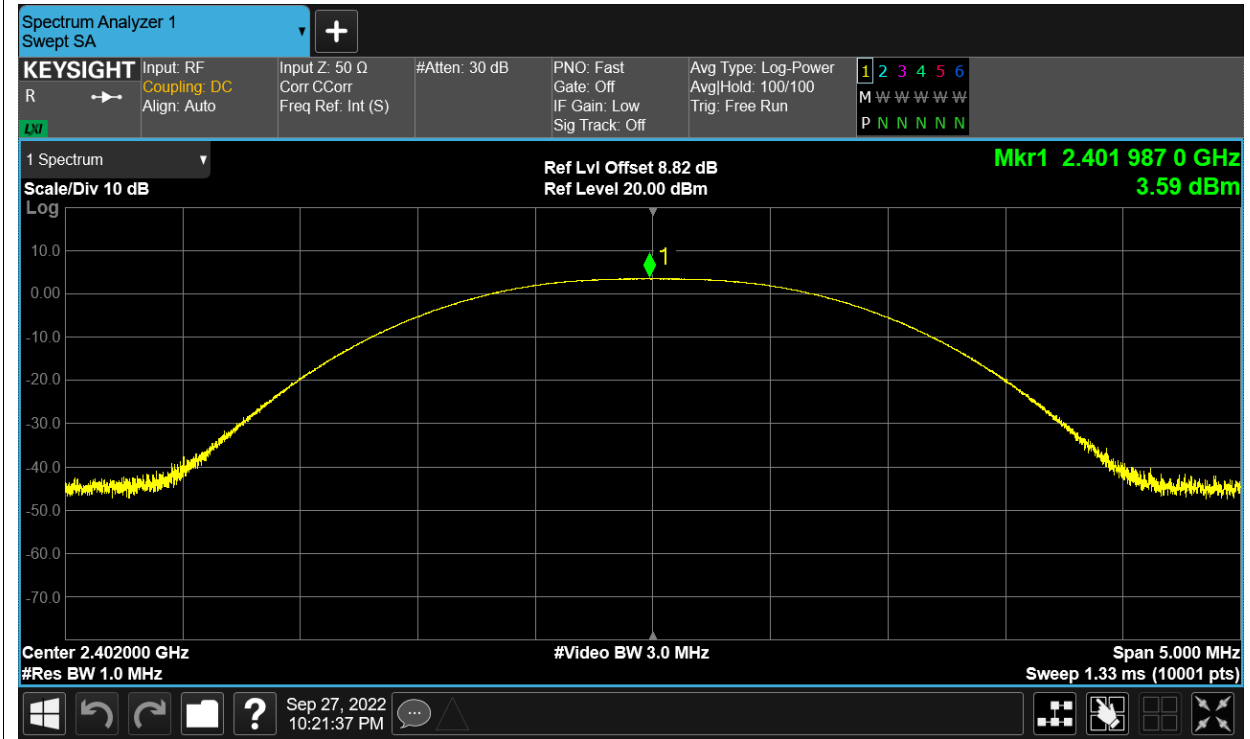 Spectrum Analyzer 1
Swept SA
KEYSIGHT
R
LXI
Input: RF
Coupling: DC
Align: Auto
Input Z: 50 Ω
Corr CCorr
Freq Ref: Int (S)
#Atten: 30 dB
PNO: Fast
Gate: Off
IF Gain: Low
Sig Track: Off
Avg Type: Log-Power
Avg|Hold: 100/100
Trig: Free Run
1 2 3 4 5 6
M W W W W W W
P N N N N N N
1 Spectrum
Scale/Div 10 dB
Log
Ref Lvl Offset 8.82 dB
Ref Level 20.00 dBm
Mkr1 2.401 987 0 GHz
3.59 dBm
1
10.0
0.00
-10.0
-20.0
-30.0
-40.0
-50.0
-60.0
-70.0
Center 2.402000 GHz
#Res BW 1.0 MHz
#Video BW 3.0 MHz
Span 5.000 MHz
Sweep 1.33 ms (10001 pts)
?
Sep 27, 2022
10:21:37 PM